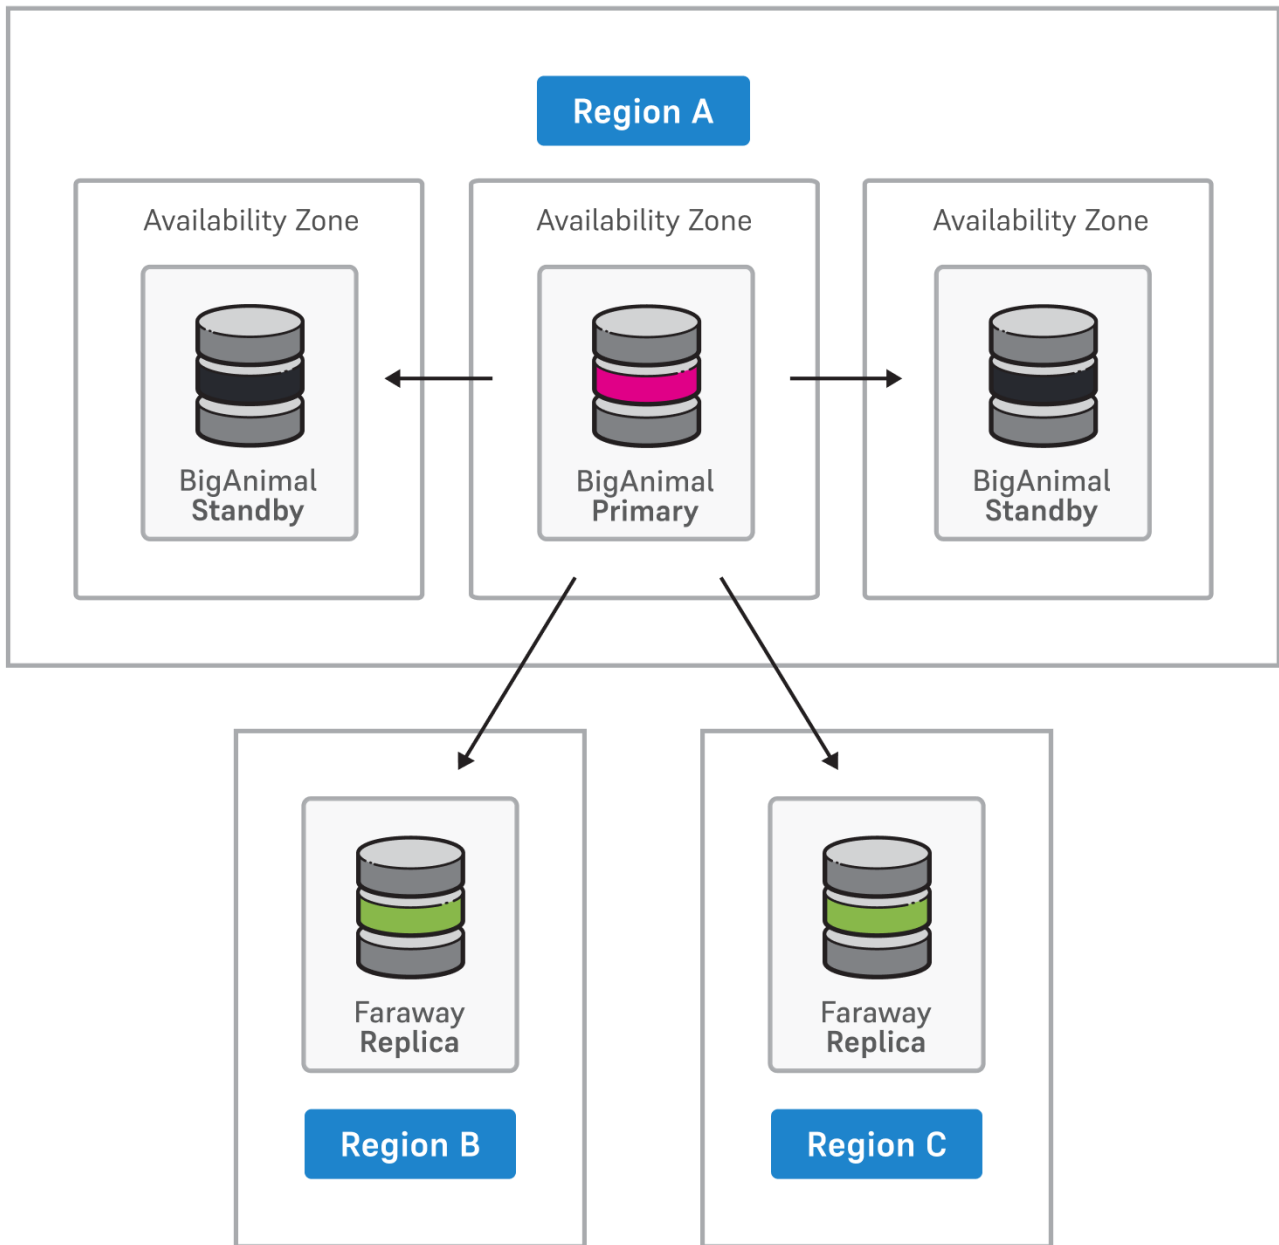 Region A
Availability Zone
BigAnimal
Standby
Availability Zone
BigAnimal
Primary
Availability Zone
BigAnimal
Standby
Faraway
Replica
Region B
Faraway
Replica
Region C